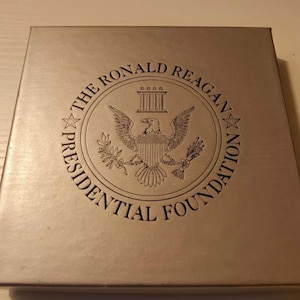 THE RONALD REAGAN
PRESIDENTIAL FOUNDATION